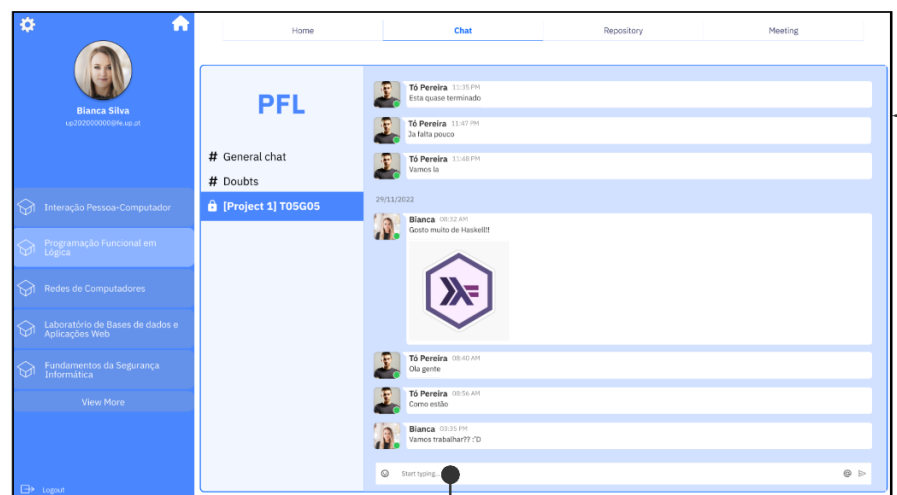 Home
Chat
Repository
Meeting
Bianca Silva
up202000000@fe.up.pt
Interação Pessoa-Computador
Programação Funcional em
Lógica
Redes de Computadores
Laboratório de Bases de dados e
Aplicações Web
Fundamentos da Segurança
Informática
View More
Logout
PFL
# General chat
# Doubts
[Project 1] T05G05
Tó Pereira 11:35 PM
Esta quase terminado
Tó Pereira 11:47 PM
Ja falta pouco
Tó Pereira 11:48 PM
Vamos la
29/11/2022
Bianca 08:32 AM
Gosto muito de Haskell!!!
Tó Pereira 08:40 AM
Ola gente
Tó Pereira 08:56 AM
Como estão
Bianca 03:35 PM
Vamos trabalhar?? :'D
Start typing...
@